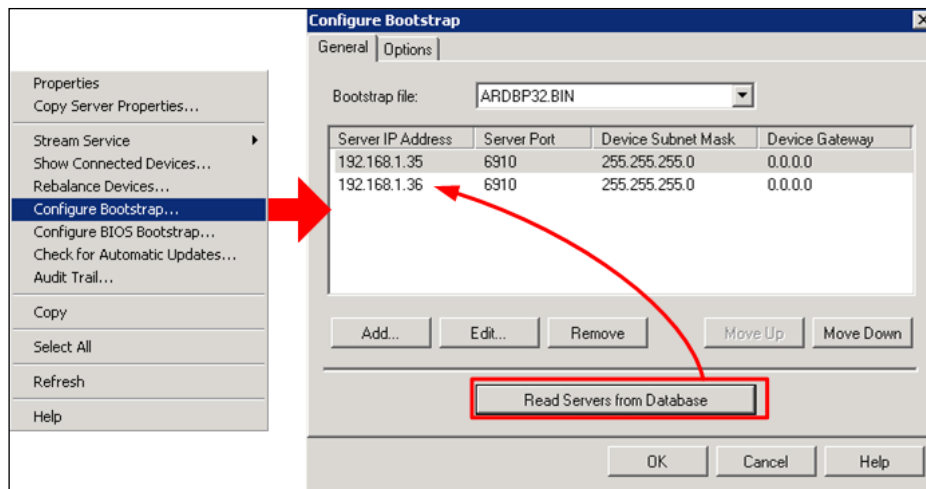 Properties
Copy Server Properties...
Stream Service
Show Connected Devices...
Rebalance Devices...
Configure Bootstrap...
Configure BIOS Bootstrap...
Check for Automatic Updates...
Audit Trail...
Copy
Select All
Refresh
Help
Configure Bootstrap
General Options
Bootstrap file: ARDBP32.BIN
Server IP Address Server Port Device Subnet Mask Device Gateway
192.168.1.35 6910 255.255.255.0 0.0.0.0
192.168.1.36 6910 255.255.255.0 0.0.0.0
Add... Edit... Remove Move Up Move Down
Read Servers from Database
OK Cancel Help